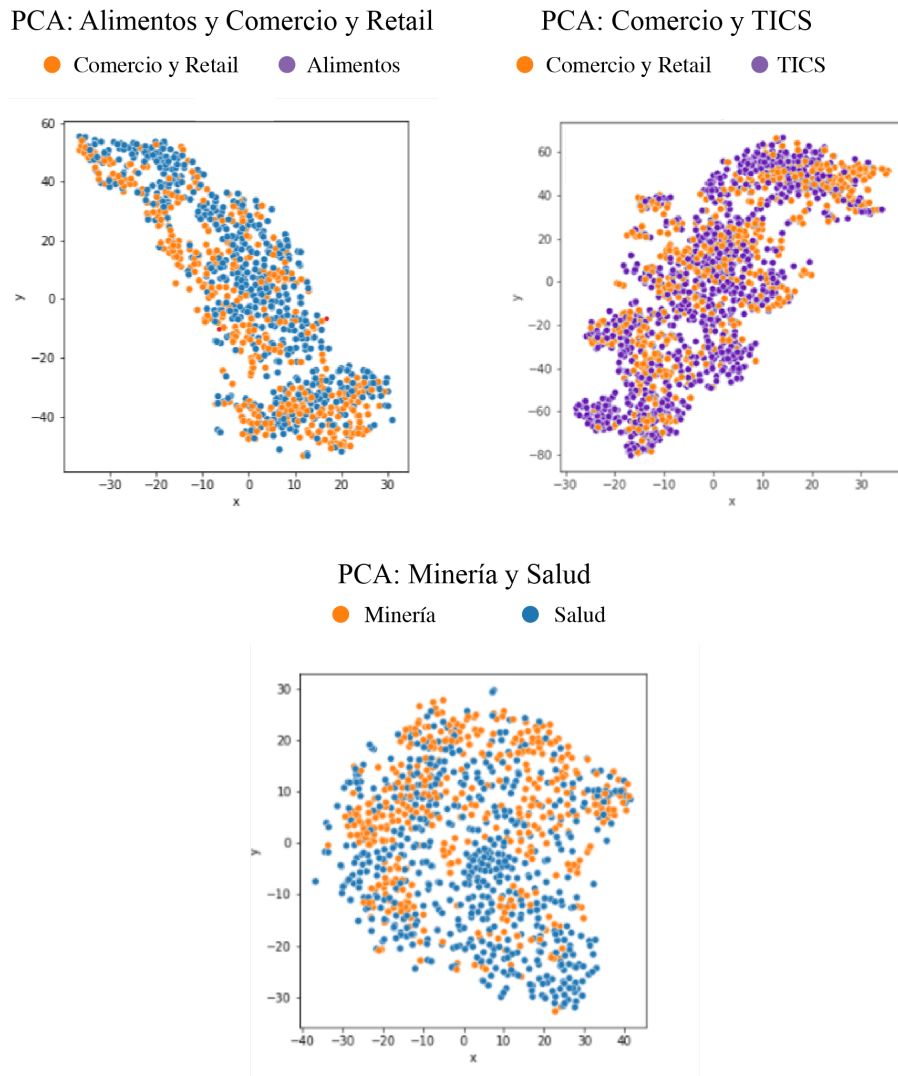 PCA: Alimentos y Comercio y Retail
Comercio y Retail Alimentos
60
40
20
0
−20
−40
y
−30 −20 −10 0 10 20 30
x
PCA: Comercio y TICS
Comercio y Retail TICS
60
40
20
0
−20
−40
−60
−80
y
−30 −20 −10 0 10 20 30
x
PCA: Minería y Salud
Minería Salud
30
20
10
0
−10
−20
−30
y
−40 −30 −20 −10 0 10 20 30 40
x